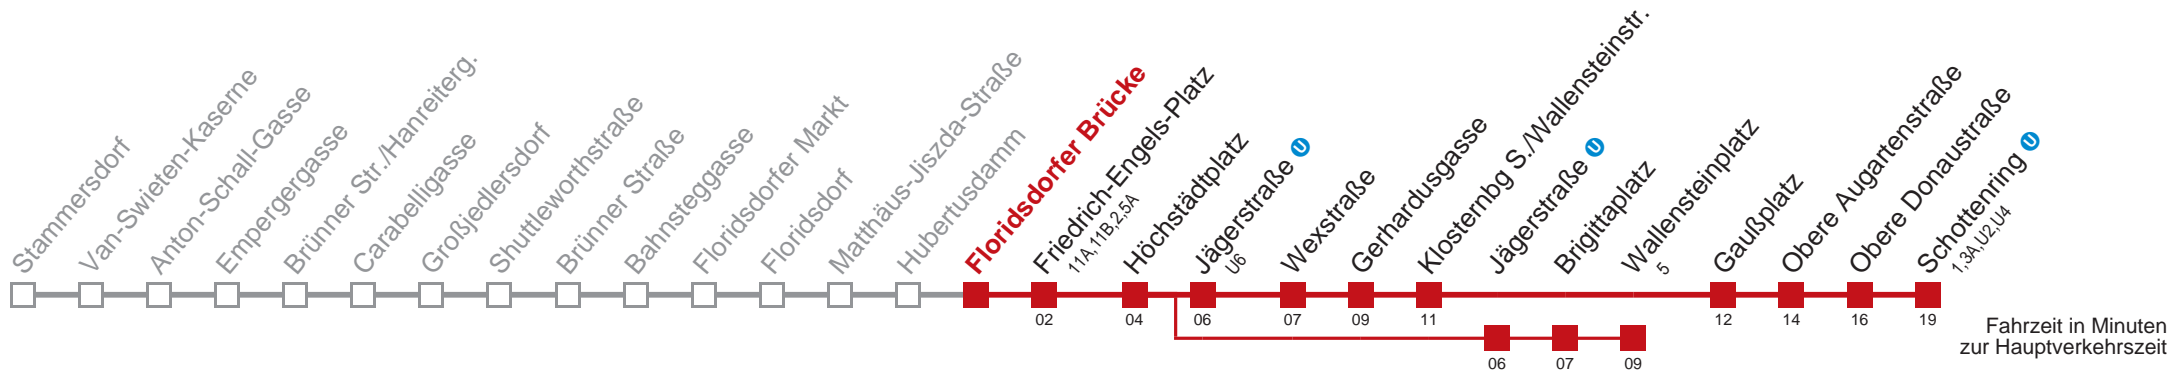 Stammersdorf
Van-Swieten-Kaserne
Anton-Schall-Gasse
Empergergasse
Brünner Str./Hanreiterg.
Carabelligasse
Großjedlersdorf
Shuttleworthstraße
Brünner Straße
Bahnsteggasse
Floridsdorfer Markt
Floridsdorf
Matthäus-Jiszda-Straße
Hubertusdamm
Floridsdorfer Brücke
Friedrich-Engels-Platz
11A,11B,2,5A
Höchstädtplatz
Jägerstraße U
U6
Wexstraße
Gerhardusgasse
Klosternbg S./Wallensteinstr.
Jägerstraße U
Brigittaplatz
Wallensteinplatz
5
Gaußplatz
Obere Augartenstraße
Obere Donaustraße
Schottenring U
1,3A,U2,U4
02 04 06 07 09 11 12 14 16 19
06 07 09
Fahrzeit in Minuten
zur Hauptverkehrszeit